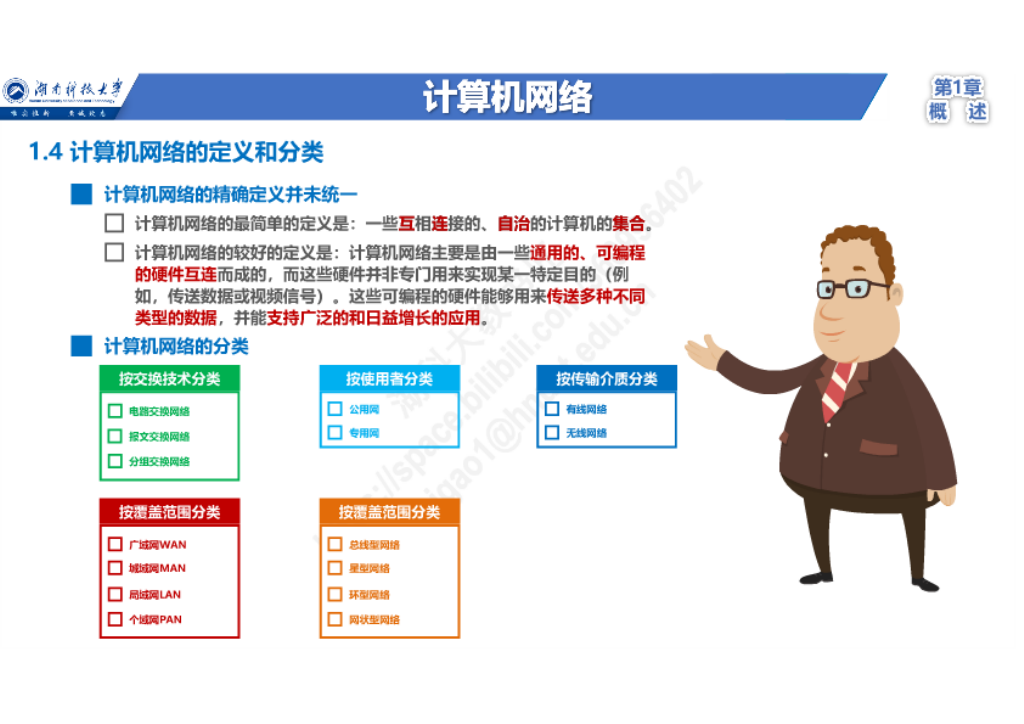 湖南科技大学
计算机网络
第1章
概 述
1.4 计算机网络的定义和分类
计算机网络的精确定义并未统一
计算机网络的最简单的定义是：一些互相连接的、自治的计算机的集合。
计算机网络的较好的定义是：计算机网络主要是由一些通用的、可编程
的硬件互连而成的，而这些硬件并非专门用来实现某一特定目的（例
如，传送数据或视频信号）。这些可编程的硬件能够用来传送多种不同
类型的数据，并能支持广泛的和日益增长的应用。
计算机网络的分类
按交换技术分类
电路交换网络
报文交换网络
分组交换网络
按使用者分类
公用网
专用网
按传输介质分类
有线网络
无线网络
按覆盖范围分类
广域网WAN
城域网MAN
局域网LAN
个域网PAN
按覆盖范围分类
总线型网络
星型网络
环型网络
网状型网络